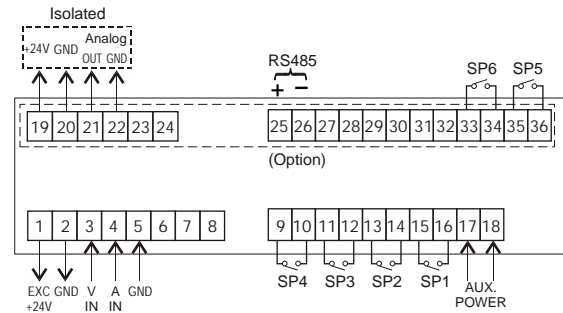 Isolated
+24V GND Analog
OUT GND
RS485
+ −
SP6 SP5
19 20 21 22 23 24
25 26 27 28 29 30 31 32 33 34 35 36
(Option)
1 2 3 4 5 6 7 8
9 10 11 12 13 14 15 16 17 18
EXC GND V A GND
+24V IN IN
SP4 SP3 SP2 SP1
AUX.
POWER